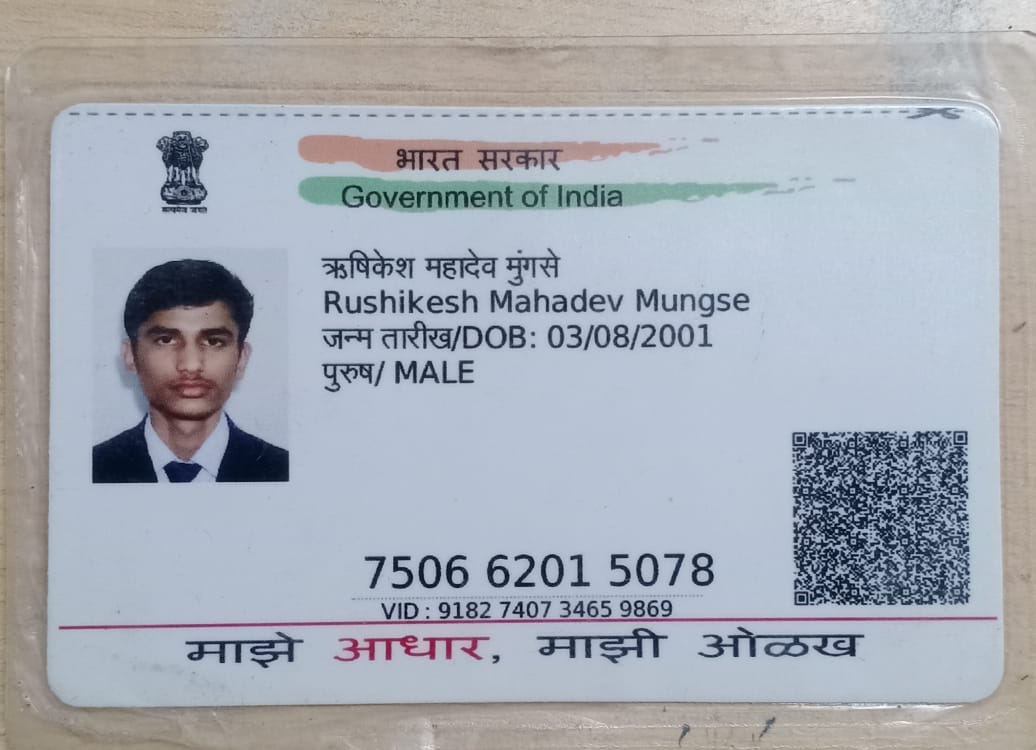 सत्यमेव जयते
भारत सरकार
Government of India
ऋषिकेश महादेव मुंगसे
Rushikesh Mahadev Mungse
जन्म तारीख/DOB: 03/08/2001
पुरुष/ MALE
7506 6201 5078
VID : 9182 7407 3465 9869
माझे आधार, माझी ओळख